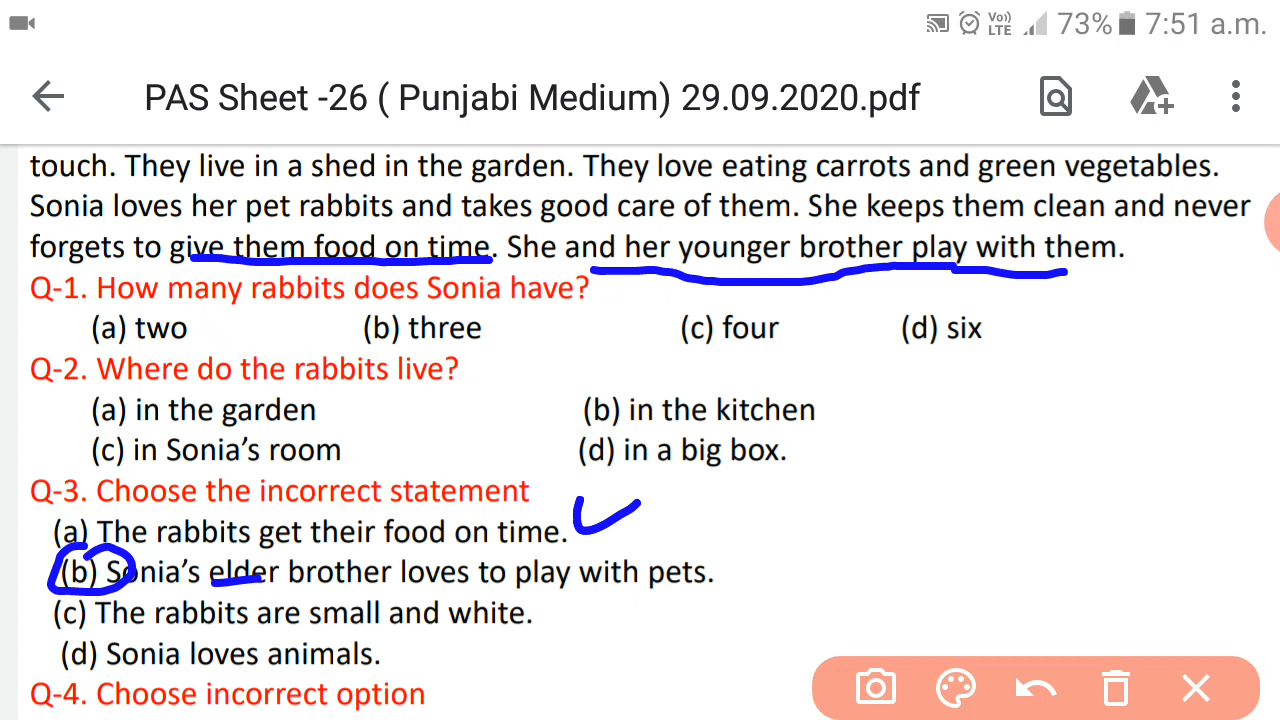 Vo)) LTE 73% 7:51 a.m.
PAS Sheet -26 ( Punjabi Medium) 29.09.2020.pdf
touch. They live in a shed in the garden. They love eating carrots and green vegetables.
Sonia loves her pet rabbits and takes good care of them. She keeps them clean and never
forgets to give them food on time. She and her younger brother play with them.
Q-1. How many rabbits does Sonia have?
(a) two (b) three (c) four (d) six
Q-2. Where do the rabbits live?
(a) in the garden (b) in the kitchen
(c) in Sonia’s room (d) in a big box.
Q-3. Choose the incorrect statement
(a) The rabbits get their food on time.
(b) Sonia’s elder brother loves to play with pets.
(c) The rabbits are small and white.
(d) Sonia loves animals.
Q-4. Choose incorrect option